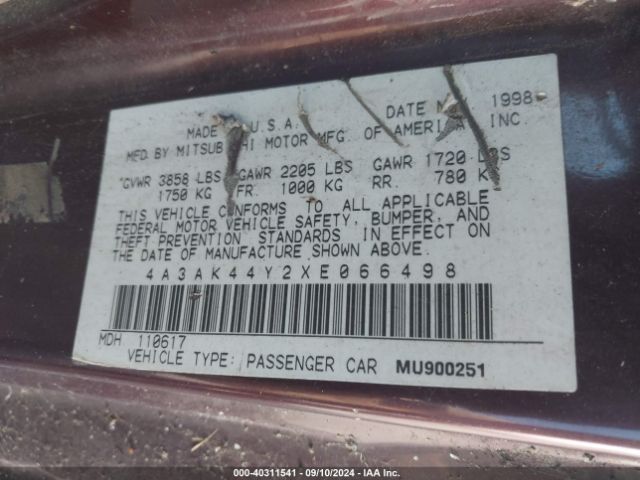 MADE U.S.A. DATE 1998
MFD. BY MITSUBISHI MOTOR MFG. OF AMERICA INC.
*GVWR 3858 LBS GAWR 2205 LBS GAWR 1720 LBS
1750 KG FR. 1000 KG RR. 780 KG
THIS VEHICLE CONFORMS TO ALL APPLICABLE
FEDERAL MOTOR VEHICLE SAFETY, BUMPER, AND
THEFT PREVENTION STANDARDS IN EFFECT ON
THE DATE OF MANUFACTURE SHOWN ABOVE.
4A3AK44Y2XE066498
MDH 110617
VEHICLE TYPE: PASSENGER CAR MU900251
000-40311541 / 09/10/2024 / IAA Inc.